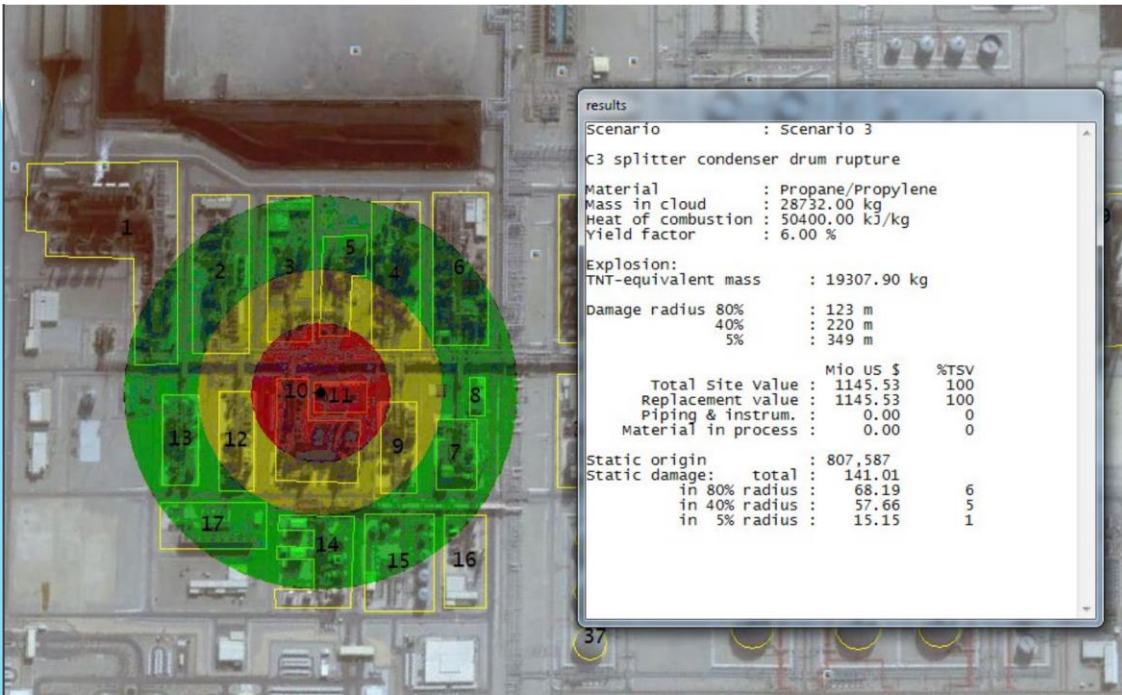 results
Scenario : Scenario 3
C3 splitter condenser drum rupture
Material : Propane/Propylene
Mass in cloud : 28732.00 kg
Heat of combustion : 50400.00 kJ/kg
Yield factor : 6.00 %
Explosion:
TNT-equivalent mass : 19307.90 kg
Damage radius 80% : 123 m
40% : 220 m
5% : 349 m
Mio US $ %TSV
Total Site Value : 1145.53 100
Replacement value : 1145.53 100
Piping & instrum. : 0.00 0
Material in process : 0.00 0
Static origin : 807,587
Static damage: total : 141.01
in 80% radius : 68.19 6
in 40% radius : 57.66 5
in 5% radius : 15.15 1
1
2
3
5
4
6
10
11
8
13
12
9
7
17
14
15
16
37